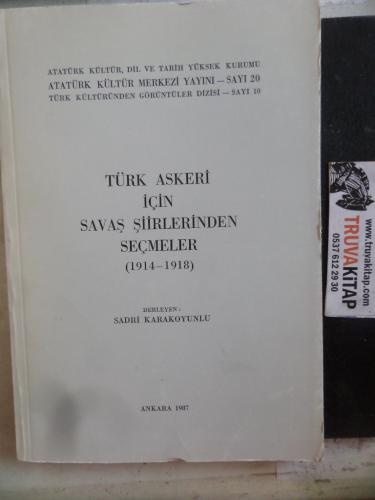 ATATÜRK KÜLTÜR, DİL VE TARİH YÜKSEK KURUMU
ATATÜRK KÜLTÜR MERKEZİ YAYINI — SAYI 20
TÜRK KÜLTÜRÜNDEN GÖRÜNTÜLER DİZİSİ — SAYI 10
TÜRK ASKERİ
İÇİN
SAVAŞ ŞİİRLERİNDEN
SEÇMELER
(1914-1918)
DERLEYEN:
SADRİ KARAKOYUNLU
ANKARA 1987
www.truvakitap.com
TRUVAKİTAP
0537 612 29 30